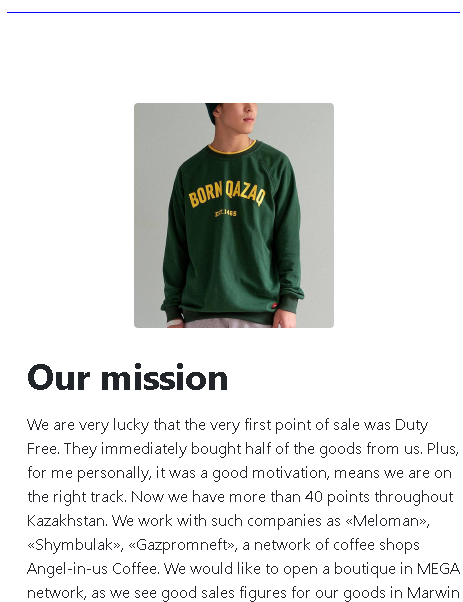 BORN QAZAQ
EST. 1465
Our mission
We are very lucky that the very first point of sale was Duty
Free. They immediately bought half of the goods from us. Plus,
for me personally, it was a good motivation, means we are on
the right track. Now we have more than 40 points throughout
Kazakhstan. We work with such companies as «Meloman»,
«Shymbulak», «Gazpromneft», a network of coffee shops
Angel-in-us Coffee. We would like to open a boutique in MEGA
network, as we see good sales figures for our goods in Marwin